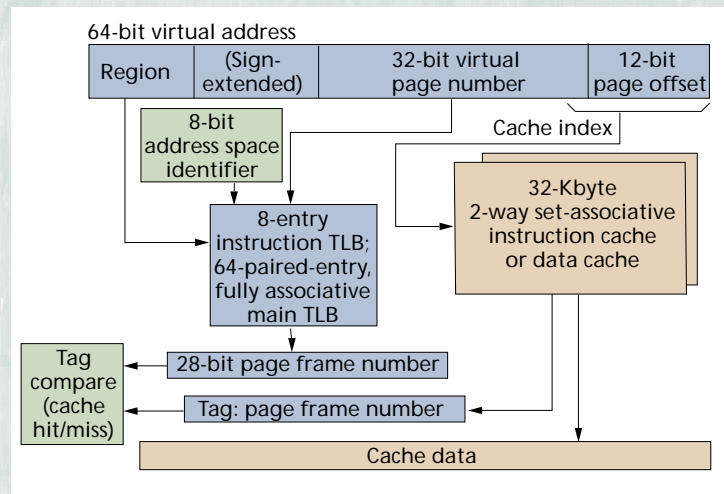 64-bit virtual address
Region
(Sign-
extended)
32-bit virtual
page number
12-bit
page offset
8-bit
address space
identifier
Cache index
32-Kbyte
2-way set-associative
instruction cache
or data cache
8-entry
instruction TLB;
64-paired-entry,
fully associative
main TLB
Tag
compare
(cache
hit/miss)
28-bit page frame number
Tag: page frame number
Cache data